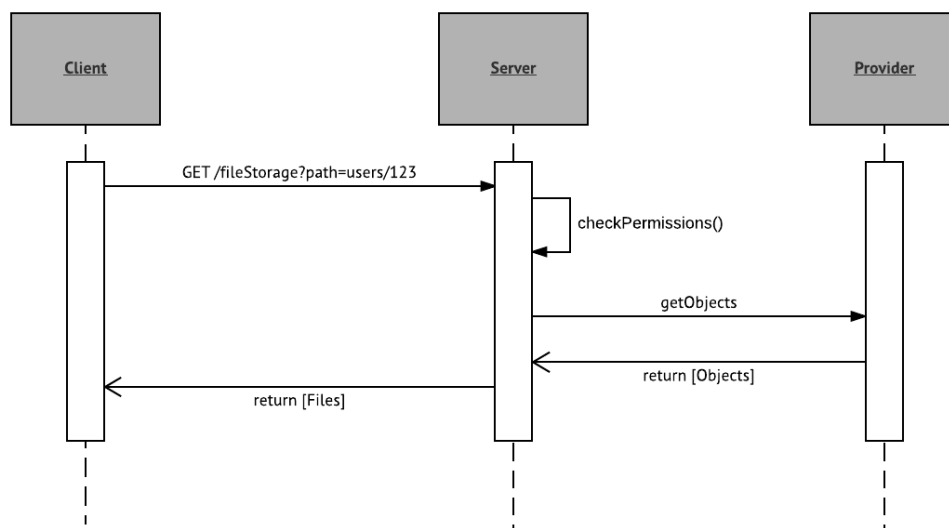 Client
Server
Provider
GET /fileStorage?path=users/123
checkPermissions()
getObjects
return [Objects]
return [Files]